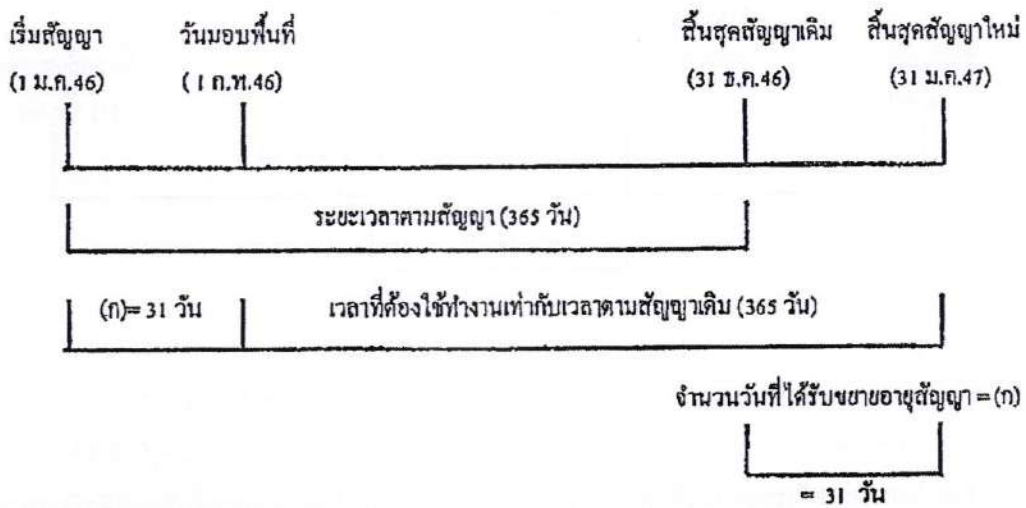 เริ่มสัญญา วันมอบพื้นที่ สิ้นสุดสัญญาเดิม สิ้นสุดสัญญาใหม่
(1 ม.ค.46) ( 1 ก.พ.46) (31 ธ.ค.46) (31 ม.ค.47)
ระยะเวลาตามสัญญา (365 วัน)
(ก)= 31 วัน เวลาที่ต้องใช้ทำงานเท่ากับเวลาตามสัญญาเดิม (365 วัน)
จำนวนวันที่ได้รับขยายอายุสัญญา = (ก)
= 31 วัน